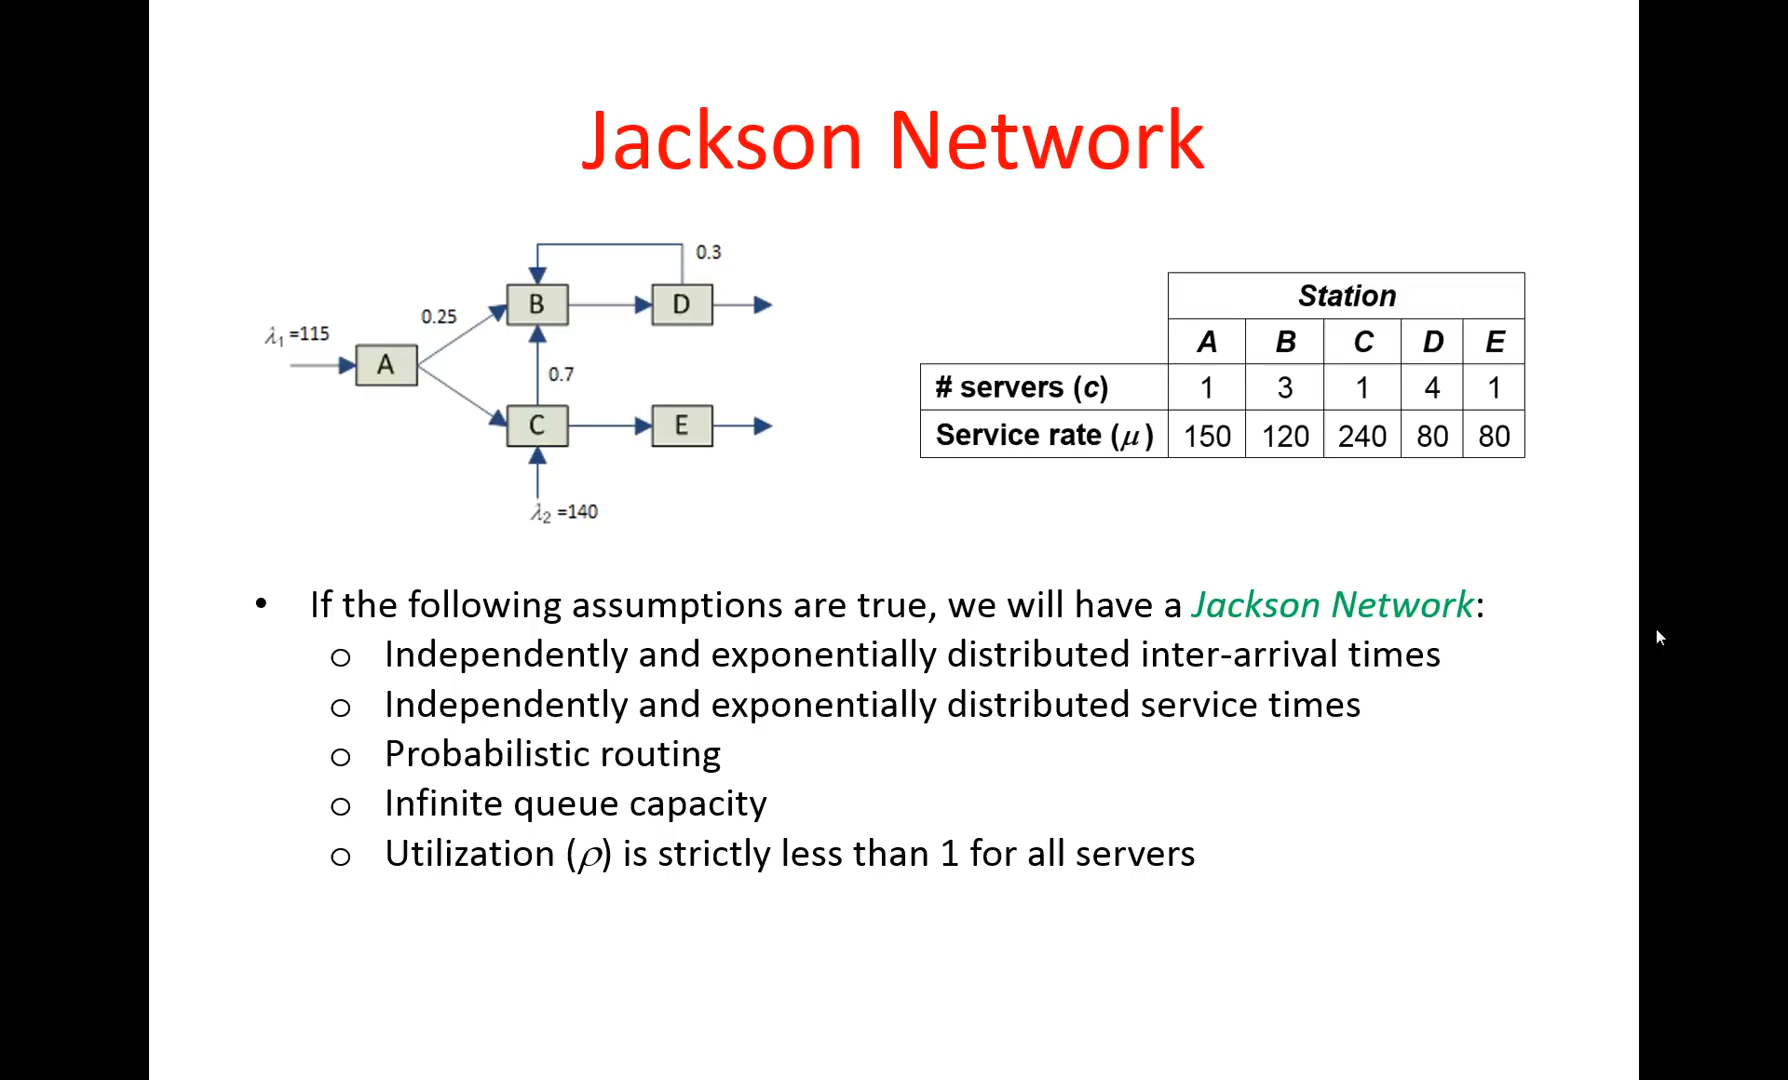 Jackson Network
0.3
B
D
0.25
λ1 =115
A
0.7
C
E
λ2 =140
Station
A B C D E
# servers (c) 1 3 1 4 1
Service rate (μ) 150 120 240 80 80
• If the following assumptions are true, we will have a Jackson Network:
o Independently and exponentially distributed inter-arrival times
o Independently and exponentially distributed service times
o Probabilistic routing
o Infinite queue capacity
o Utilization (ρ) is strictly less than 1 for all servers